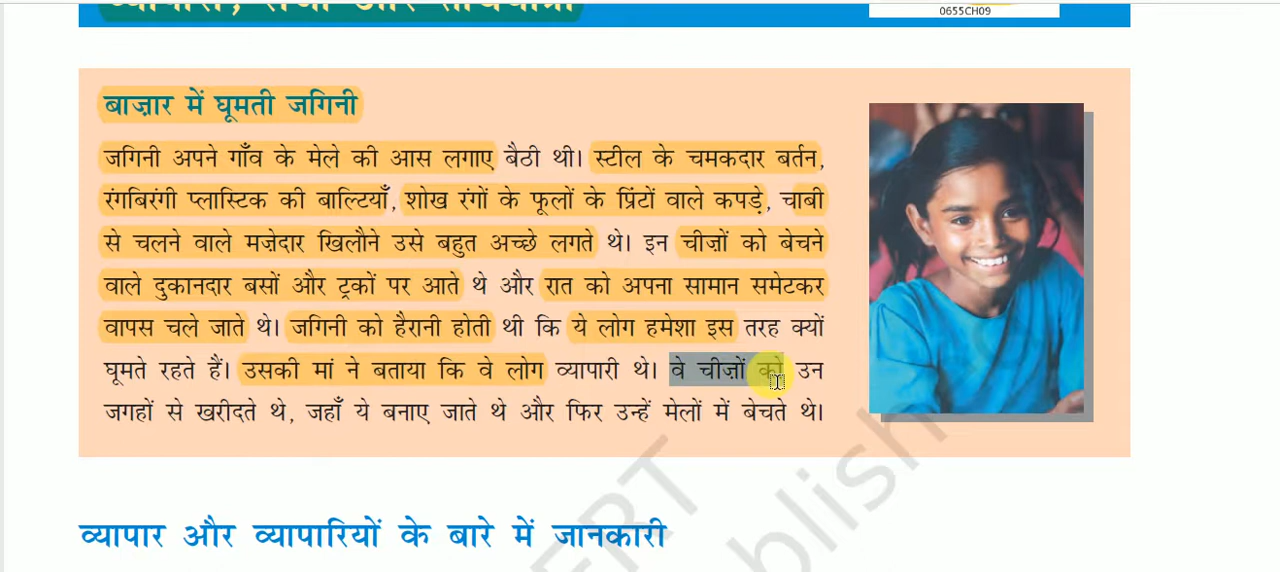 0655CH09
बाज़ार में घूमती जगिनी
जगिनी अपने गाँव के मेले की आस लगाए बैठी थी। स्टील के चमकदार बर्तन,
रंगबिरंगी प्लास्टिक की बाल्टियाँ, शोख रंगों के फूलों के प्रिंटों वाले कपड़े, चाबी
से चलने वाले मज़ेदार खिलौने उसे बहुत अच्छे लगते थे। इन चीज़ों को बेचने
वाले दुकानदार बसों और ट्रकों पर आते थे और रात को अपना सामान समेटकर
वापस चले जाते थे। जगिनी को हैरानी होती थी कि ये लोग हमेशा इस तरह क्यों
घूमते रहते हैं। उसकी मां ने बताया कि वे लोग व्यापारी थे। वे चीज़ों को उन
जगहों से खरीदते थे, जहाँ ये बनाए जाते थे और फिर उन्हें मेलों में बेचते थे।
व्यापार और व्यापारियों के बारे में जानकारी